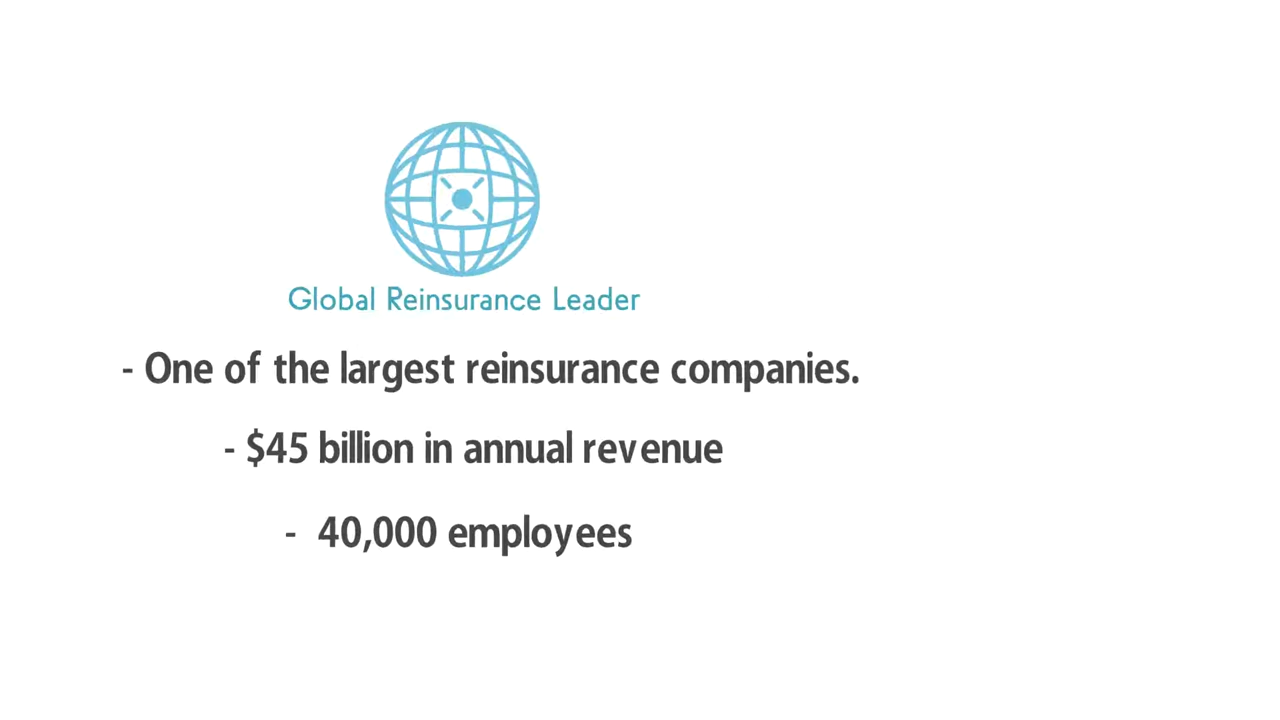 Global Reinsurance Leader
- One of the largest reinsurance companies.
- $45 billion in annual revenue
- 40,000 employees